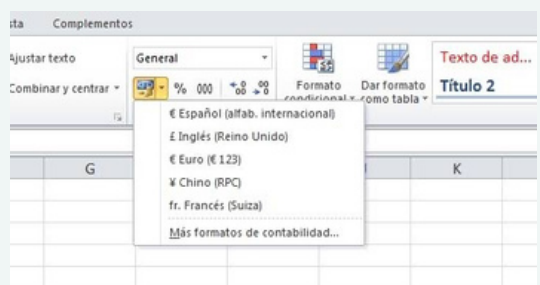 sta Complementos
Ajustar texto
General
Texto de ad...
Combinar y centrar
% 000
Formato condicional
Dar formato como tabla
Título 2
€ Español (alfab. internacional)
£ Inglés (Reino Unido)
€ Euro (€ 123)
¥ Chino (RPC)
fr. Francés (Suiza)
Más formatos de contabilidad...
G
K